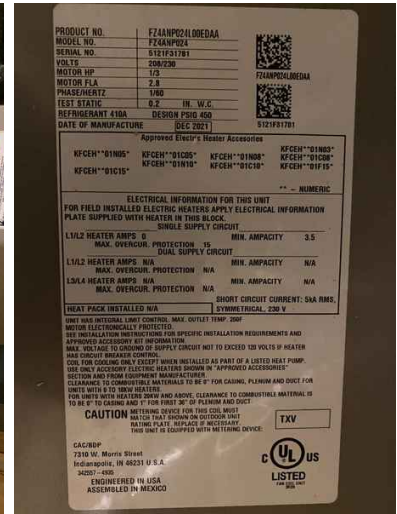 PRODUCT NO. FZ4ANP024L00EDAA
MODEL NO. FZ4ANP024
SERIAL NO. 5121F31781
VOLTS 208/230
MOTOR HP 1/3
MOTOR FLA 2.8
PHASE/HERTZ 1/60
TEST STATIC 0.2 IN. W.C.
REFRIGERANT 410A DESIGN PSIG 450
DATE OF MANUFACTURE DEC 2021
FZ4ANP024L00EDAA
5121F31781
Approved Electric Heater Accesories
KFCEH**01N05* KFCEH**01C05* KFCEH**01N08* KFCEH**01N03*
KFCEH**01N10* KFCEH**01C10* KFCEH**01C08*
KFCEH**01C15* KFCEH**01F15*
** - NUMERIC
ELECTRICAL INFORMATION FOR THIS UNIT
FOR FIELD INSTALLED ELECTRIC HEATERS APPLY ELECTRICAL INFORMATION
PLATE SUPPLIED WITH HEATER IN THIS BLOCK.
SINGLE SUPPLY CIRCUIT
L1/L2 HEATER AMPS 0 MIN. AMPACITY 3.5
MAX. OVERCUR. PROTECTION 15
DUAL SUPPLY CIRCUIT
L1/L2 HEATER AMPS N/A MIN. AMPACITY N/A
MAX. OVERCUR. PROTECTION N/A
L3/L4 HEATER AMPS N/A MIN. AMPACITY N/A
MAX. OVERCUR. PROTECTION N/A
SHORT CIRCUIT CURRENT: 5kA RMS,
HEAT PACK INSTALLED N/A SYMMETRICAL, 230 V
UNIT HAS INTEGRAL LIMIT CONTROL. MAX. OUTLET TEMP. 200F
MOTOR ELECTRONICALLY PROTECTED.
SEE INSTALLATION INSTRUCTIONS FOR SPECIFIC INSTALLATION REQUIREMENTS AND
APPROVED ACCESSORY KIT INFORMATION.
MAX. VOLTAGE TO GROUND OF SUPPLY CIRCUIT NOT TO EXCEED 120 VOLTS IF HEATER
HAS CIRCUIT BREAKER CONTROL.
COIL FOR COOLING ONLY EXCEPT WHEN INSTALLED AS PART OF A LISTED HEAT PUMP.
USE ONLY ACCESORY ELECTRIC HEATERS SHOWN IN "APPROVED ACCESSORIES"
SECTION AND FROM EQUIPMENT MANUFACTURER.
CLEARANCE TO COMBUSTIBLE MATERIALS TO BE 0" FOR CASING, PLENUM AND DUCT FOR
UNITS WITH 0 TO 18KW HEATERS.
FOR UNITS WITH HEATERS 20KW AND ABOVE, CLEARANCE TO COMBUSTIBLE MATERIAL IS
TO BE 0" TO CASING AND 1" FOR FIRST 36" OF PLENUM AND DUCT
CAUTION METERING DEVICE FOR THIS COIL MUST
MATCH THAT SHOWN ON OUTDOOR UNIT
RATING PLATE. REPLACE IF NECESSARY.
THIS UNIT IS EQUIPPED WITH METERING DEVICE: TXV
CAC/BDP
7310 W. Morris Street
Indianapolis, IN 46231 U.S.A.
ENGINEERED IN USA
ASSEMBLED IN MEXICO
C UL US
LISTED